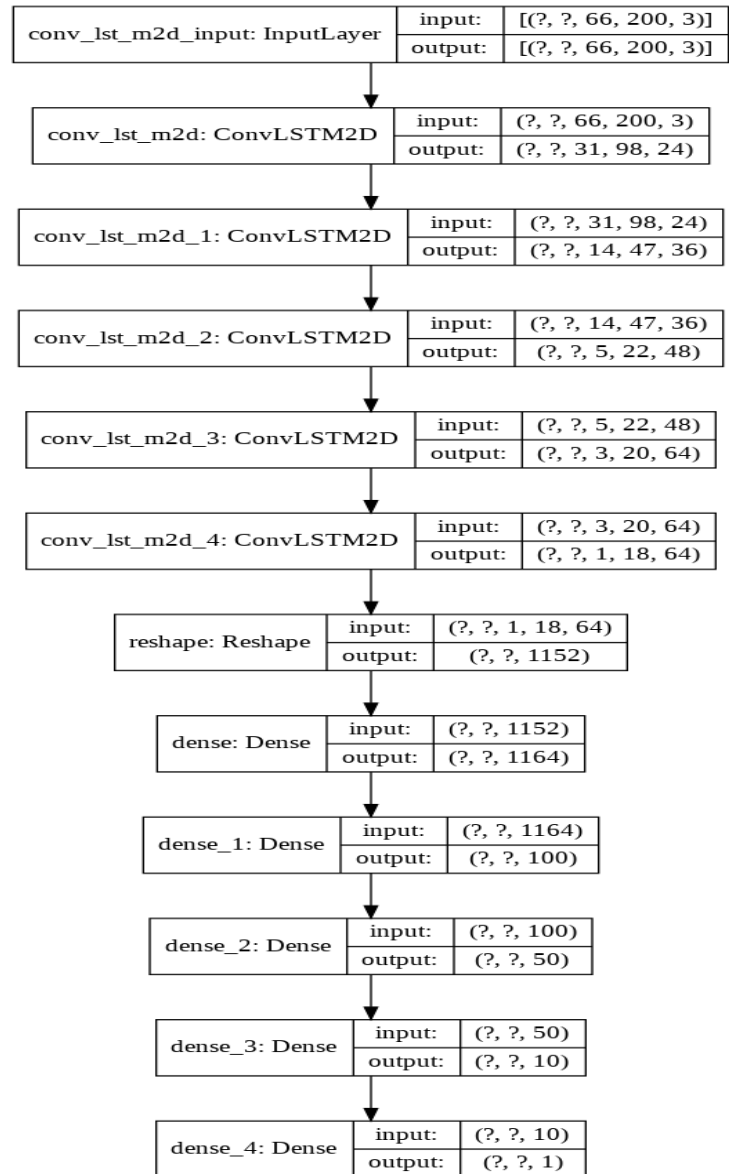 conv_lst_m2d_input: InputLayer
input: [(?, ?, 66, 200, 3)]
output: [(?, ?, 66, 200, 3)]
conv_lst_m2d: ConvLSTM2D
input: (?, ?, 66, 200, 3)
output: (?, ?, 31, 98, 24)
conv_lst_m2d_1: ConvLSTM2D
input: (?, ?, 31, 98, 24)
output: (?, ?, 14, 47, 36)
conv_lst_m2d_2: ConvLSTM2D
input: (?, ?, 14, 47, 36)
output: (?, ?, 5, 22, 48)
conv_lst_m2d_3: ConvLSTM2D
input: (?, ?, 5, 22, 48)
output: (?, ?, 3, 20, 64)
conv_lst_m2d_4: ConvLSTM2D
input: (?, ?, 3, 20, 64)
output: (?, ?, 1, 18, 64)
reshape: Reshape
input: (?, ?, 1, 18, 64)
output: (?, ?, 1152)
dense: Dense
input: (?, ?, 1152)
output: (?, ?, 1164)
dense_1: Dense
input: (?, ?, 1164)
output: (?, ?, 100)
dense_2: Dense
input: (?, ?, 100)
output: (?, ?, 50)
dense_3: Dense
input: (?, ?, 50)
output: (?, ?, 10)
dense_4: Dense
input: (?, ?, 10)
output: (?, ?, 1)